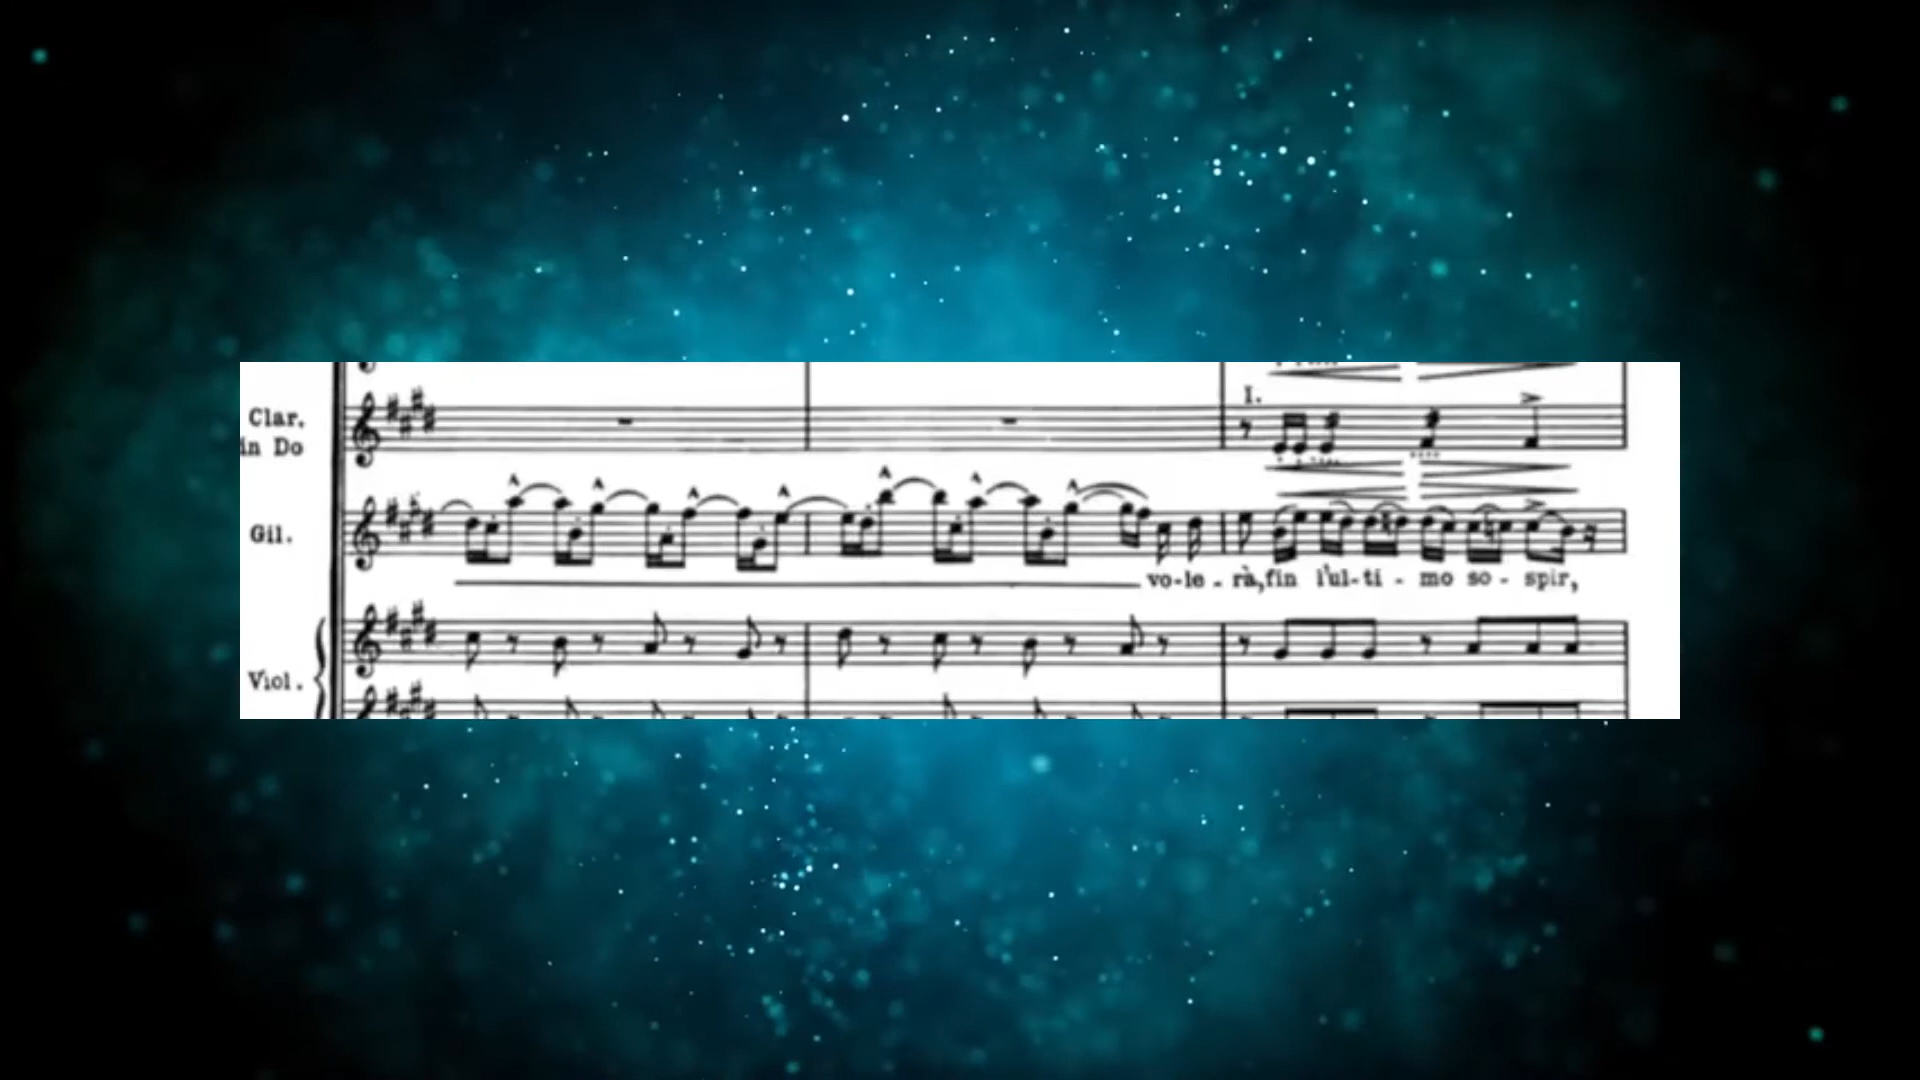 I.
Clar.
in Do
Gil.
vo-le-rà, fin l'ul-ti-mo so-spir,
Viol.